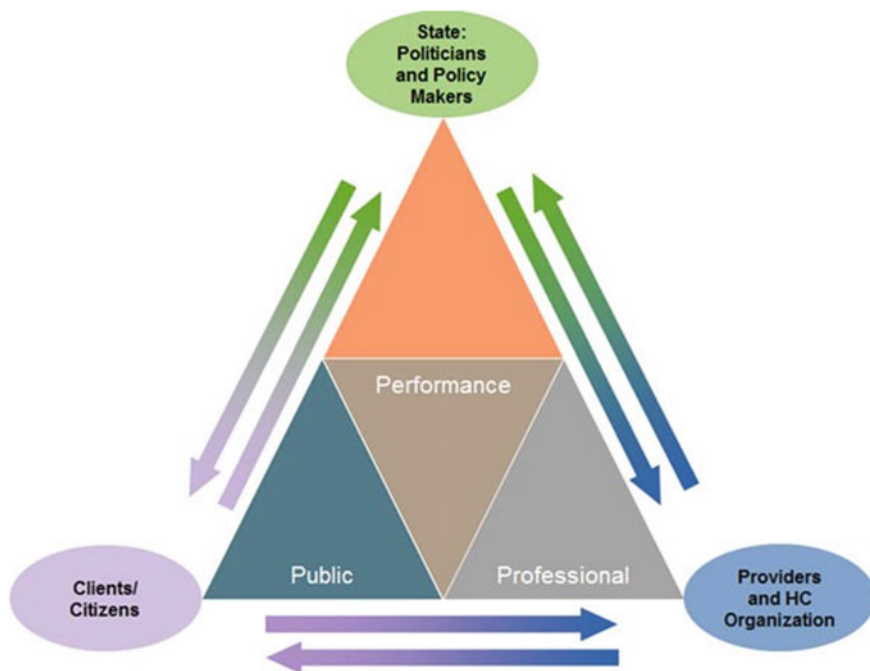 State:
Politicians
and Policy
Makers
Performance
Public
Professional
Clients/
Citizens
Providers
and HC
Organization